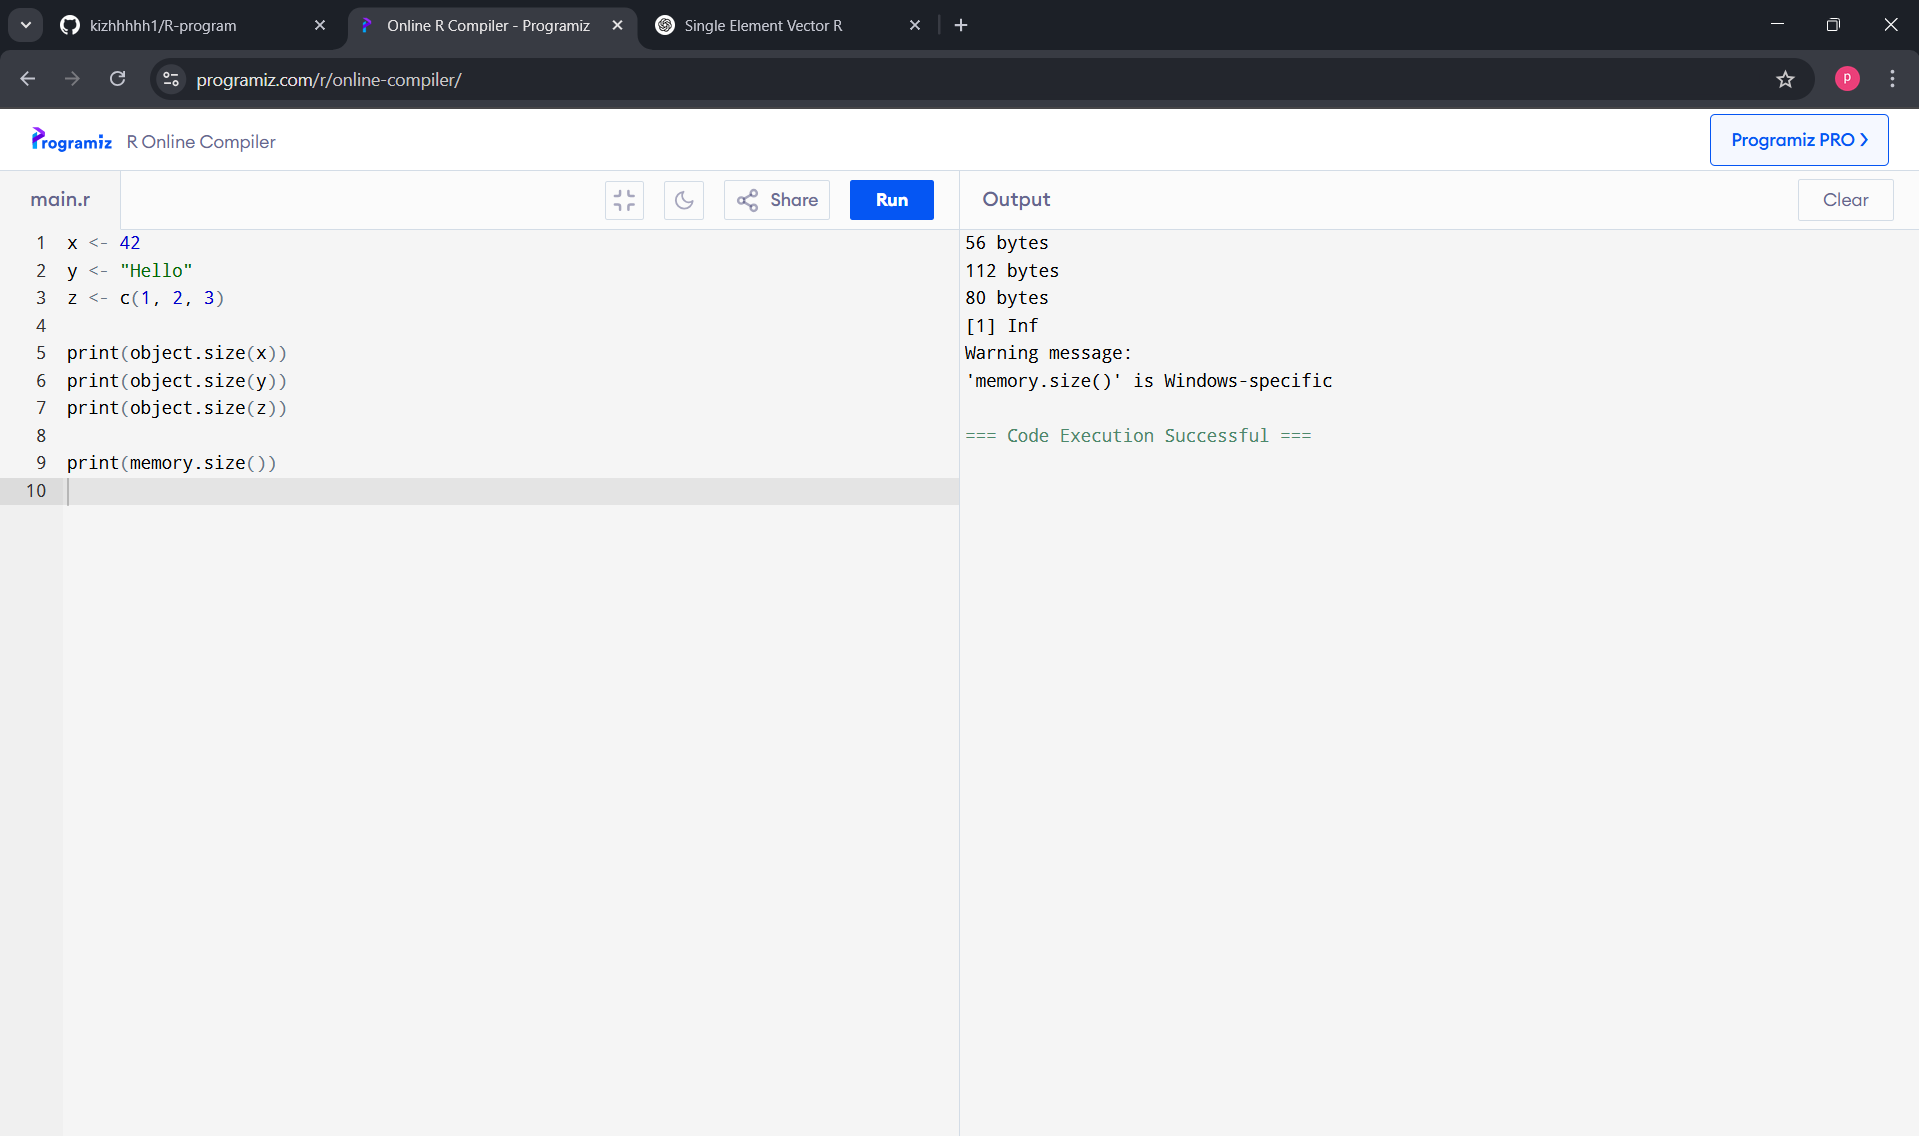 kizhhhhh1/R-program
Online R Compiler - Programiz
Single Element Vector R
programiz.com/r/online-compiler/
P
Programiz R Online Compiler
Programiz PRO
main.r
Share
Run
Output
Clear
1 x <- 42
2 y <- "Hello"
3 z <- c(1, 2, 3)
4
5 print(object.size(x))
6 print(object.size(y))
7 print(object.size(z))
8
9 print(memory.size())
10
56 bytes
112 bytes
80 bytes
[1] Inf
Warning message:
'memory.size()' is Windows-specific
=== Code Execution Successful ===